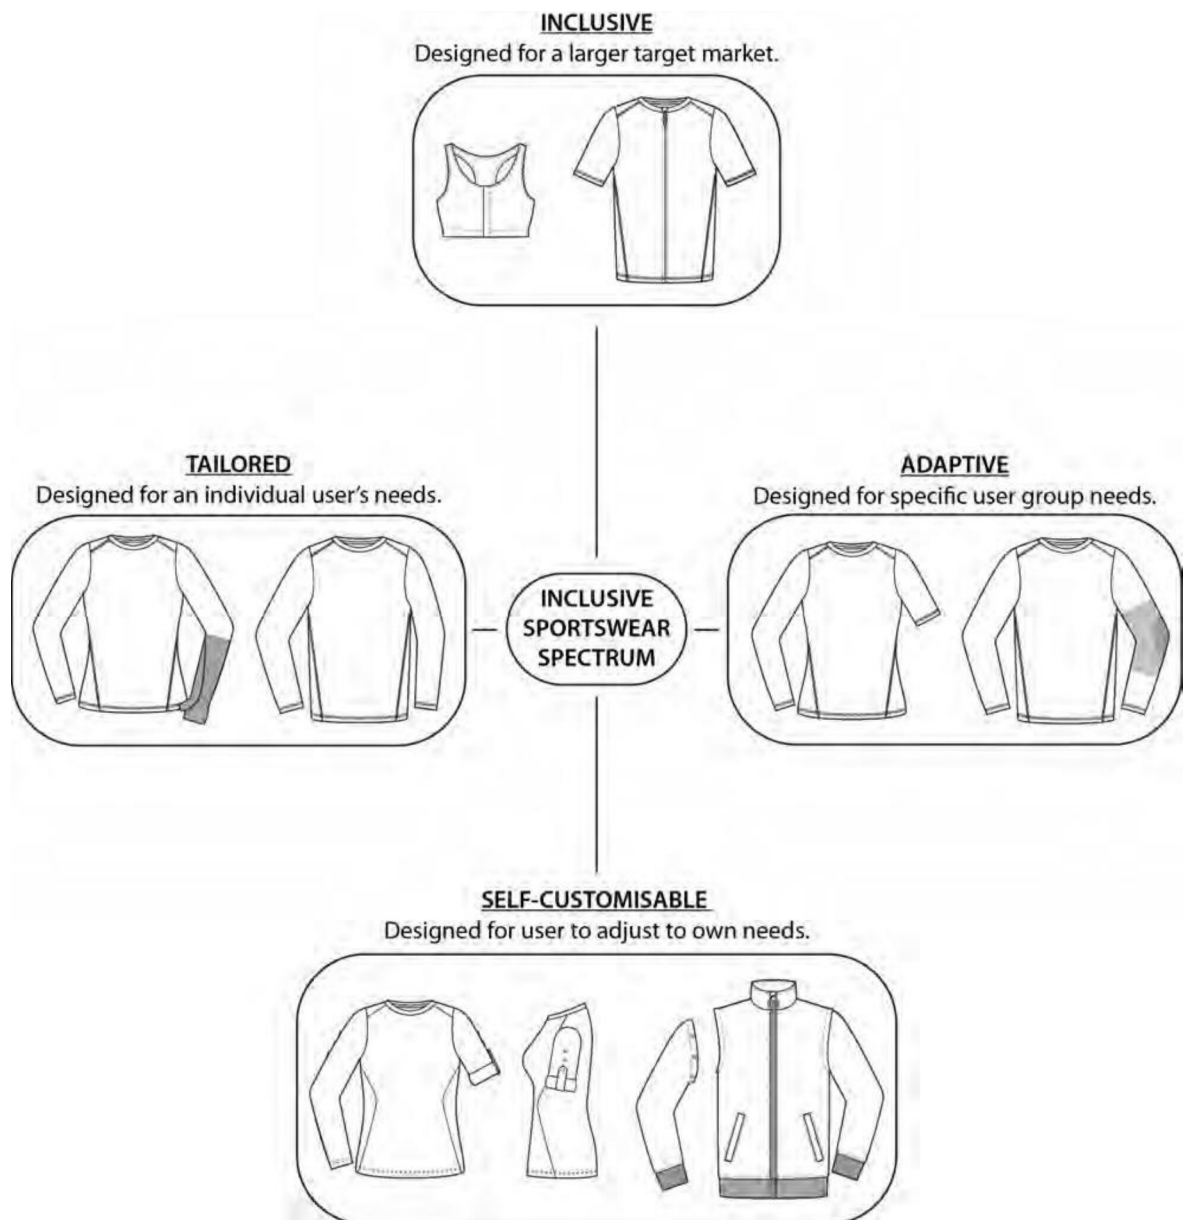 INCLUSIVE
Designed for a larger target market.
TAILORED
Designed for an individual user's needs.
ADAPTIVE
Designed for specific user group needs.
INCLUSIVE
SPORTSWEAR
SPECTRUM
SELF-CUSTOMISABLE
Designed for user to adjust to own needs.